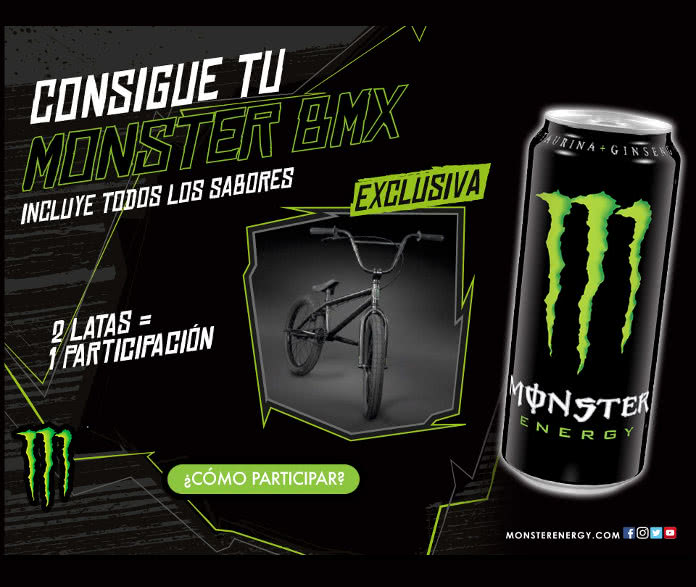 CONSIGUE TU
MONSTER BMX
INCLUYE TODOS LOS SABORES
EXCLUSIVA
2 LATAS =
1 PARTICIPACIÓN
¿CÓMO PARTICIPAR?
TAURINA + GINSENG
MONSTER
ENERGY
MONSTERENERGY.COM